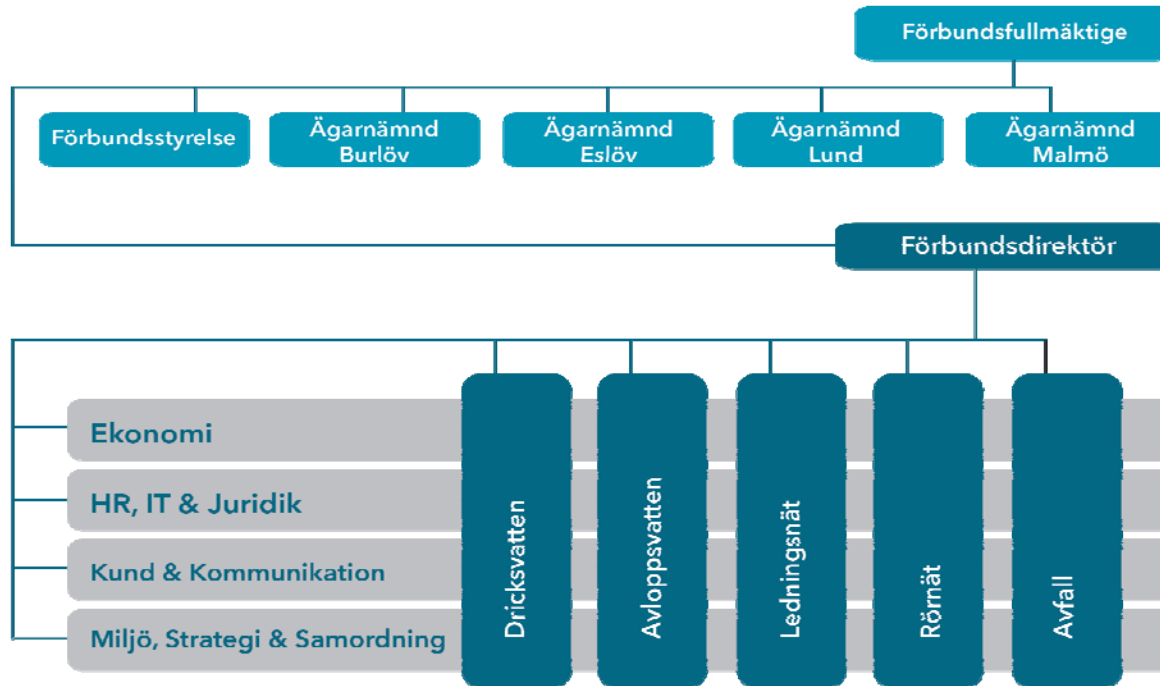 Förbundsfullmäktige
Förbundsstyrelse
Ägarnämnd
Burlöv
Ägarnämnd
Eslöv
Ägarnämnd
Lund
Ägarnämnd
Malmö
Förbundsdirektör
Ekonomi
HR, IT & Juridik
Kund & Kommunikation
Miljö, Strategi & Samordning
Dricksvatten
Avloppsvatten
Ledningsnät
Rörnät
Avfall